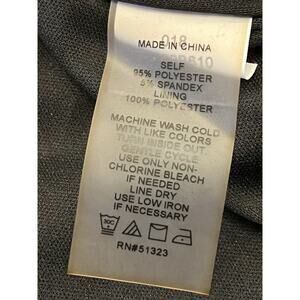 018
MADE IN CHINA
SELF
95% POLYESTER
5% SPANDEX
LINING
100% POLYESTER
MACHINE WASH COLD
WITH LIKE COLORS
TURN INSIDE OUT
GENTLE CYCLE
USE ONLY NON-
CHLORINE BLEACH
IF NEEDED
LINE DRY
USE LOW IRON
IF NECESSARY
30C
RN#51323